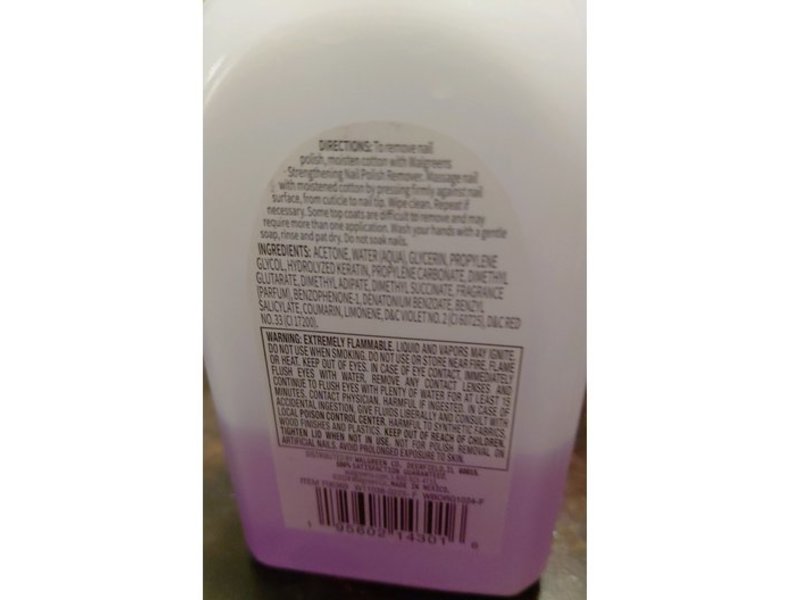 DIRECTIONS: To remove nail
polish, moisten cotton with Walgreens
Strengthening Nail Polish Remover. Massage nail
with moistened cotton by pressing firmly against nail
surface, from cuticle to nail tip. Wipe clean. Repeat if
necessary. Some top coats are difficult to remove and may
require more than one application. Wash your hands with a gentle
soap, rinse and pat dry. Do not soak nails.
INGREDIENTS: ACETONE, WATER (AQUA), GLYCERIN, PROPYLENE
GLYCOL, HYDROLYZED KERATIN, PROPYLENE CARBONATE, DIMETHYL
GLUTARATE, DIMETHYL ADIPATE, DIMETHYL SUCCINATE, FRAGRANCE
(PARFUM), BENZOPHENONE-1, DENATONIUM BENZOATE, BENZYL
SALICYLATE, COUMARIN, LIMONENE, D&C VIOLET NO. 2 (CI 60725), D&C RED
NO. 33 (CI 17200).
WARNING: EXTREMELY FLAMMABLE. LIQUID AND VAPORS MAY IGNITE.
DO NOT USE WHEN SMOKING. DO NOT USE OR STORE NEAR FIRE, FLAME
OR HEAT. KEEP OUT OF EYES. IN CASE OF EYE CONTACT, IMMEDIATELY
FLUSH EYES WITH WATER, REMOVE ANY CONTACT LENSES AND
CONTINUE TO FLUSH EYES WITH PLENTY OF WATER FOR AT LEAST 15
MINUTES. CONTACT PHYSICIAN. HARMFUL IF INGESTED. IN CASE OF
ACCIDENTAL INGESTION, GIVE FLUIDS LIBERALLY AND CONSULT WITH
LOCAL POISON CONTROL CENTER. HARMFUL TO SYNTHETIC FABRICS,
WOOD FINISHES AND PLASTICS. KEEP OUT OF REACH OF CHILDREN.
TIGHTEN LID WHEN NOT IN USE. NOT FOR POLISH REMOVAL ON
ARTIFICIAL NAILS. AVOID PROLONGED EXPOSURE TO SKIN.
DISTRIBUTED BY WALGREEN CO., DEERFIELD, IL 60015
100% SATISFACTION GUARANTEED.
MADE IN MEXICO.
ITEM
1 95602 14301 6